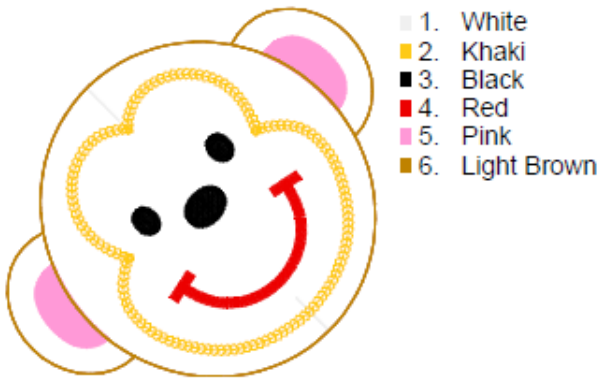 1. White
2. Khaki
3. Black
4. Red
5. Pink
6. Light Brown